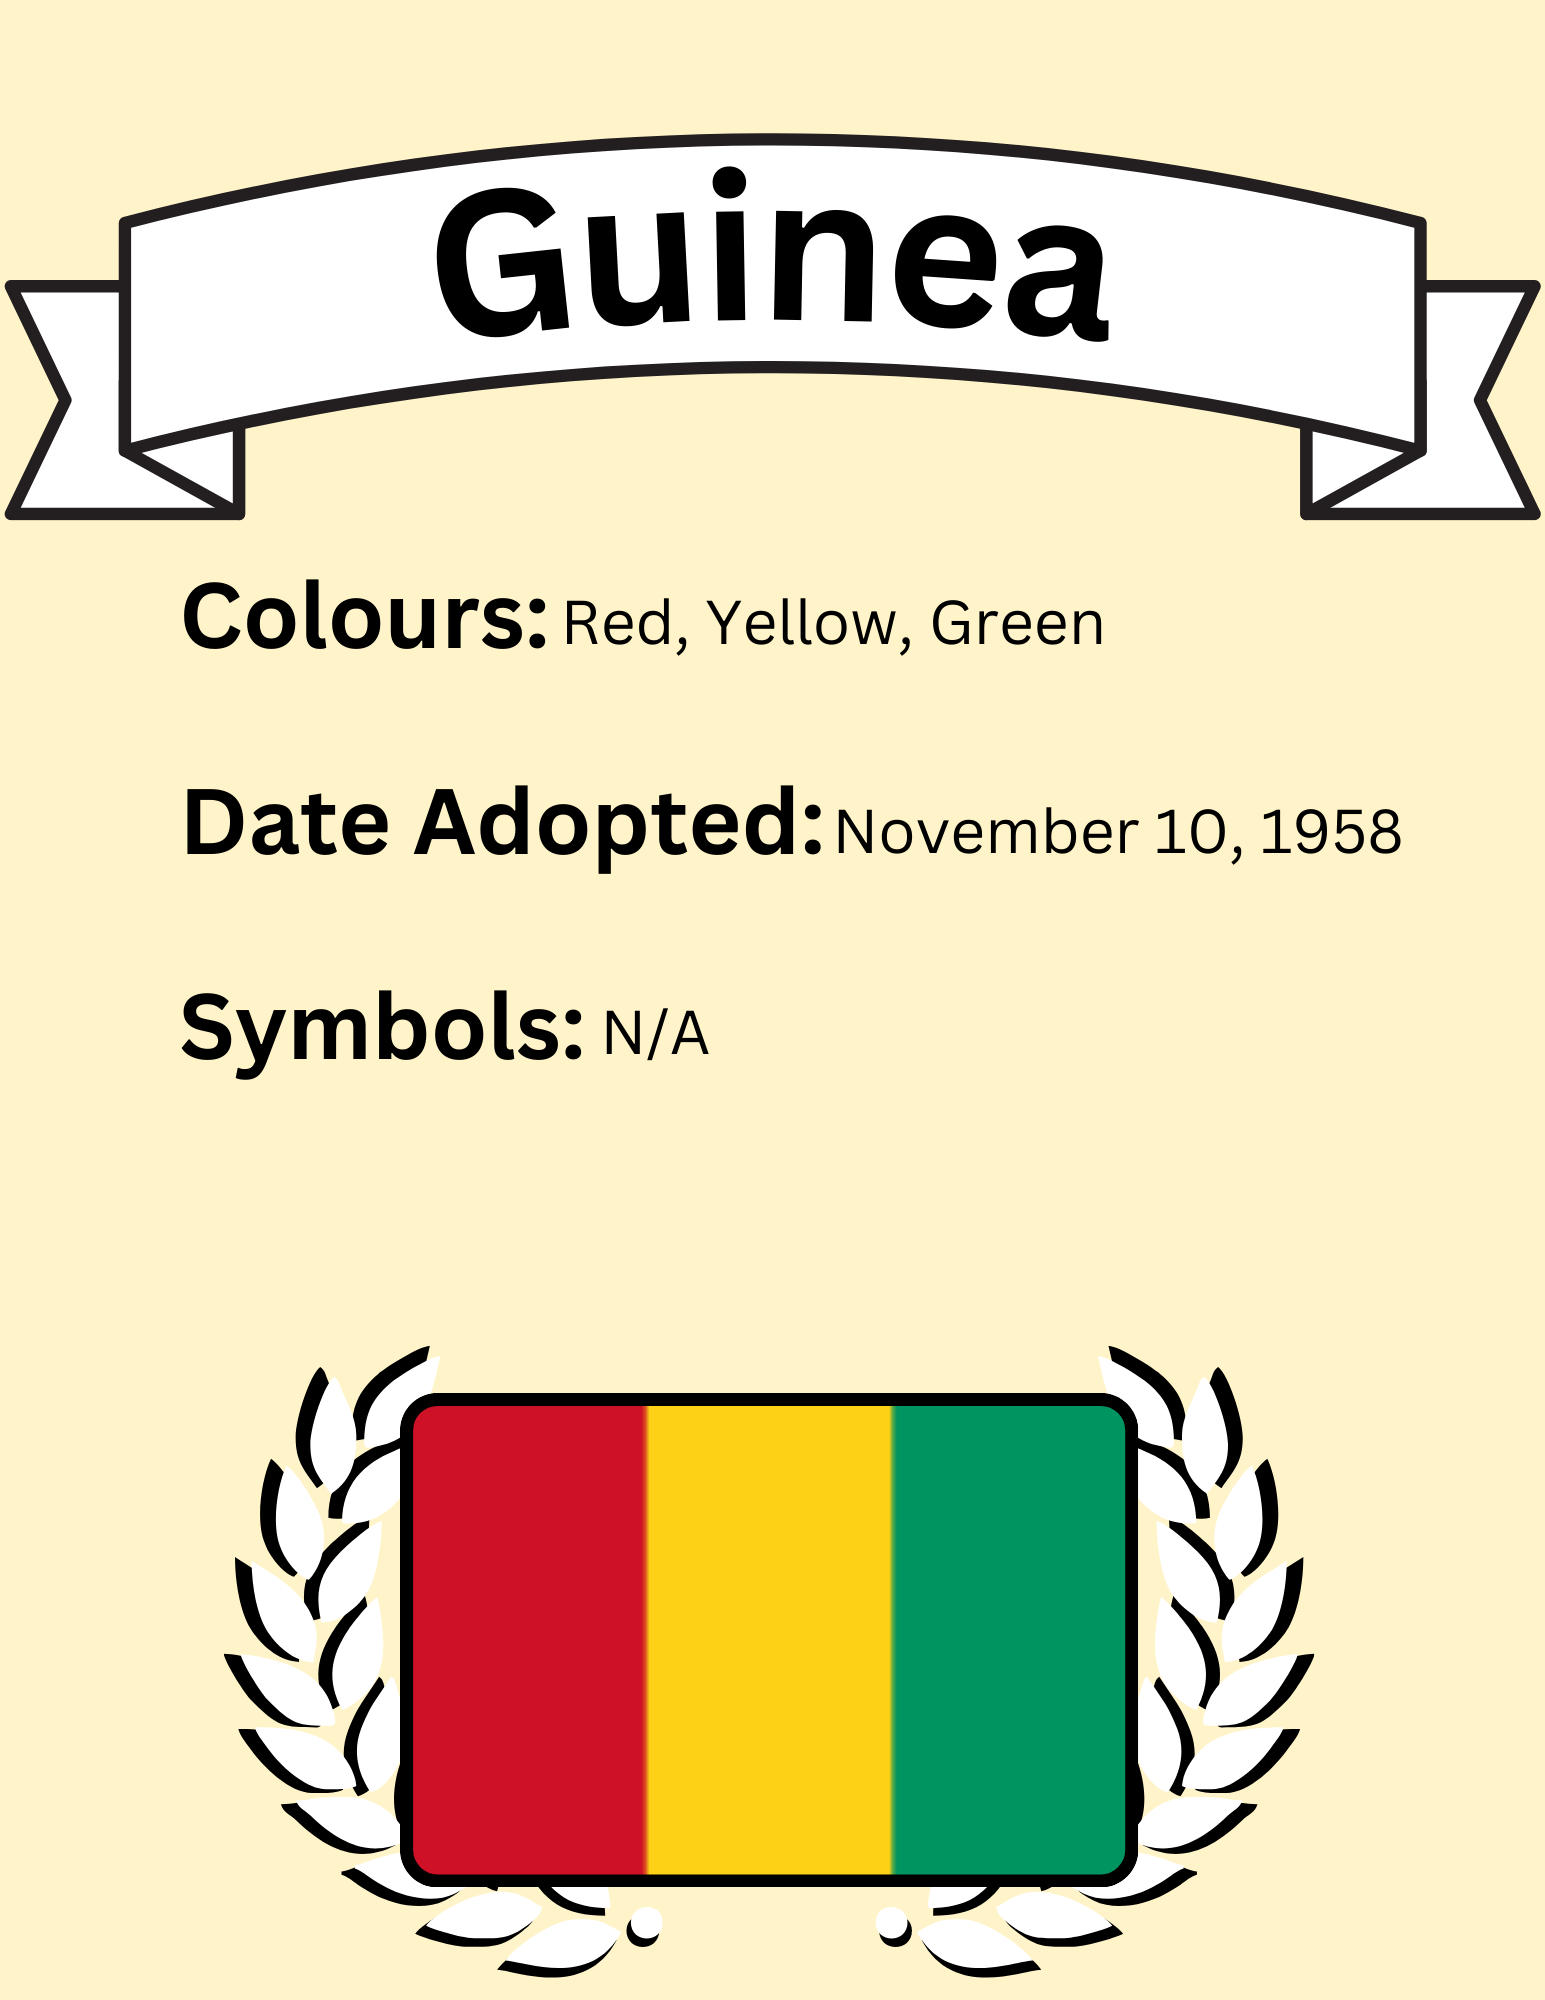 Guinea
Colours: Red, Yellow, Green
Date Adopted: November 10, 1958
Symbols: N/A